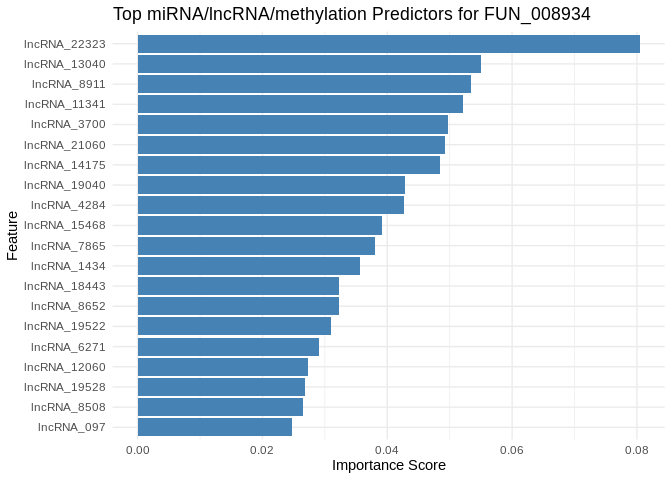 Top miRNA/lncRNA/methylation Predictors for FUN_008934
lncRNA_22323
lncRNA_13040
lncRNA_8911
lncRNA_11341
lncRNA_3700
lncRNA_21060
lncRNA_14175
lncRNA_19040
lncRNA_4284
lncRNA_15468
lncRNA_7865
lncRNA_1434
lncRNA_18443
lncRNA_8652
lncRNA_19522
lncRNA_6271
lncRNA_12060
lncRNA_19528
lncRNA_8508
lncRNA_097
Feature
0.00 0.02 0.04 0.06 0.08
Importance Score